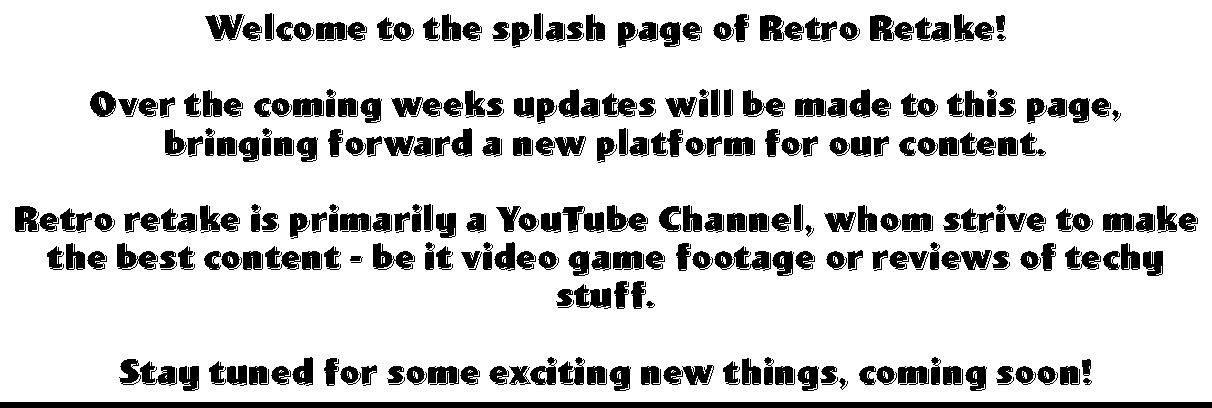 Welcome to the splash page of Retro Retake!
Over the coming weeks updates will be made to this page,
bringing forward a new platform for our content.
Retro retake is primarily a YouTube Channel, whom strive to make
the best content - be it video game footage or reviews of techy
stuff.
Stay tuned for some exciting new things, coming soon!